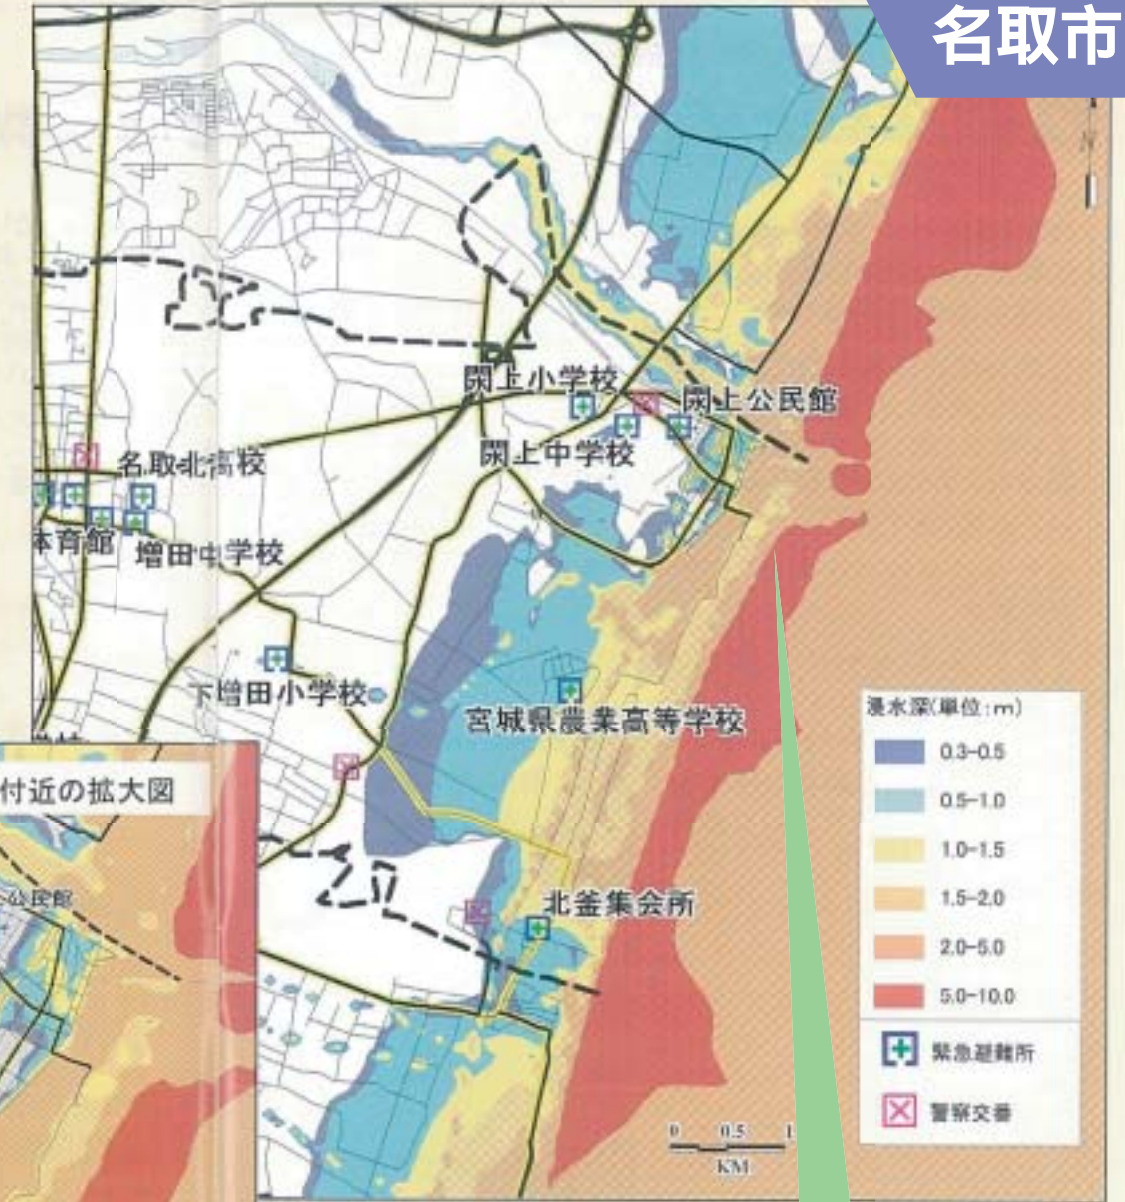 名取市
閖上小学校
閖上公民館
閖上中学校
名取北高校
体育館
増田中学校
下増田小学校
宮城県農業高等学校
北釜集会所
付近の拡大図
公民館
浸水深(単位:m)
0.3-0.5
0.5-1.0
1.0-1.5
1.5-2.0
2.0-5.0
5.0-10.0
緊急避難所
警察交番
0 0.5 1
KM